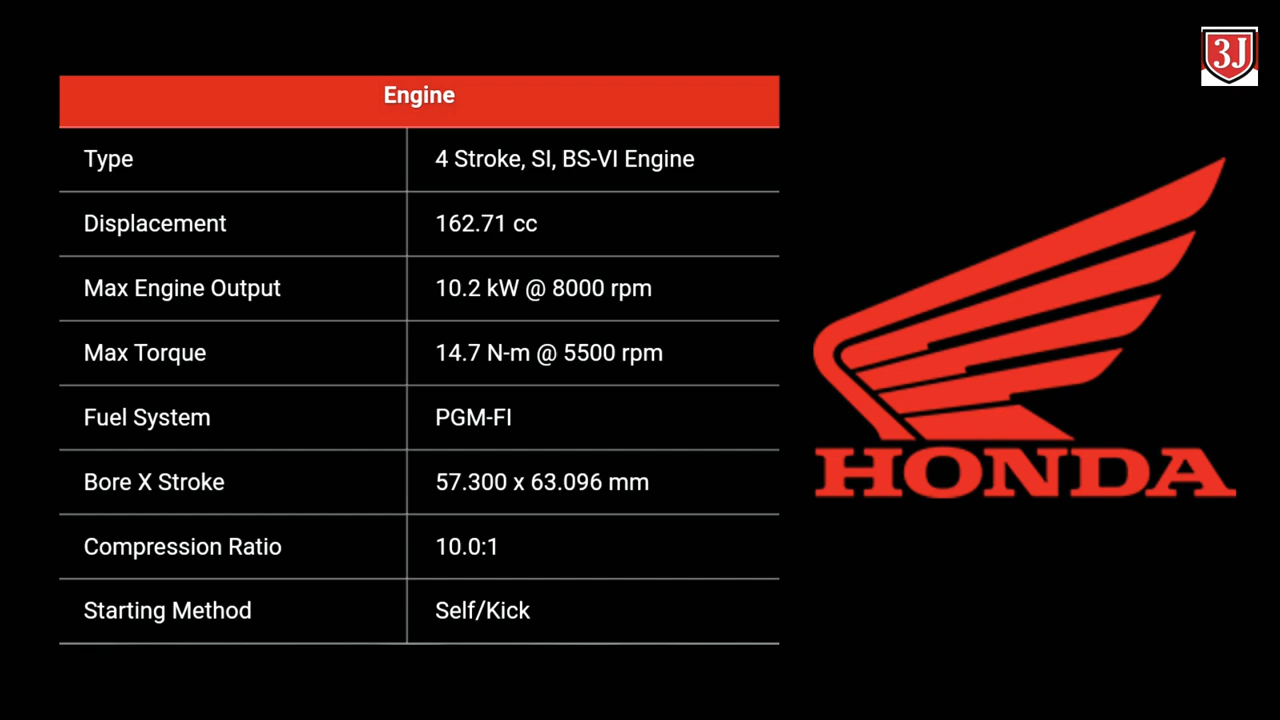 3J
Engine
Type 4 Stroke, SI, BS-VI Engine
Displacement 162.71 cc
Max Engine Output 10.2 kW @ 8000 rpm
Max Torque 14.7 N-m @ 5500 rpm
Fuel System PGM-FI
Bore X Stroke 57.300 x 63.096 mm
Compression Ratio 10.0:1
Starting Method Self/Kick
HONDA